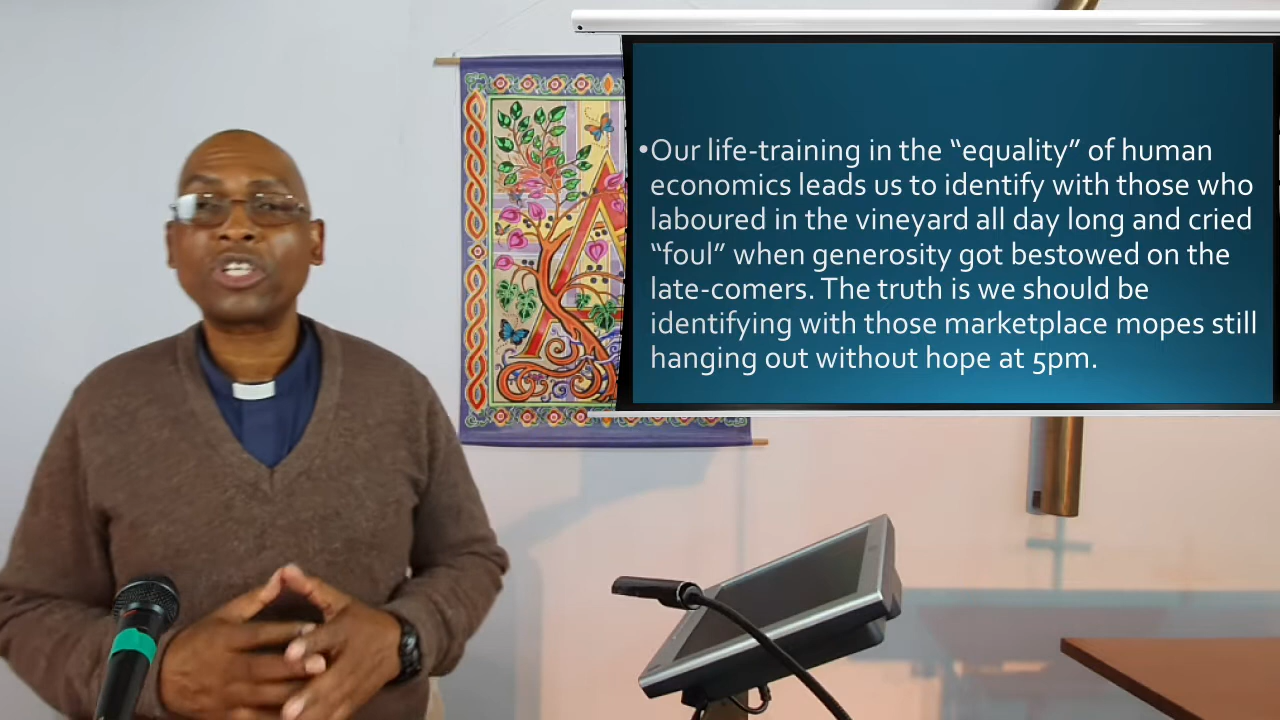 •Our life-training in the “equality” of human
economics leads us to identify with those who
laboured in the vineyard all day long and cried
“foul” when generosity got bestowed on the
late-comers. The truth is we should be
identifying with those marketplace mopes still
hanging out without hope at 5pm.